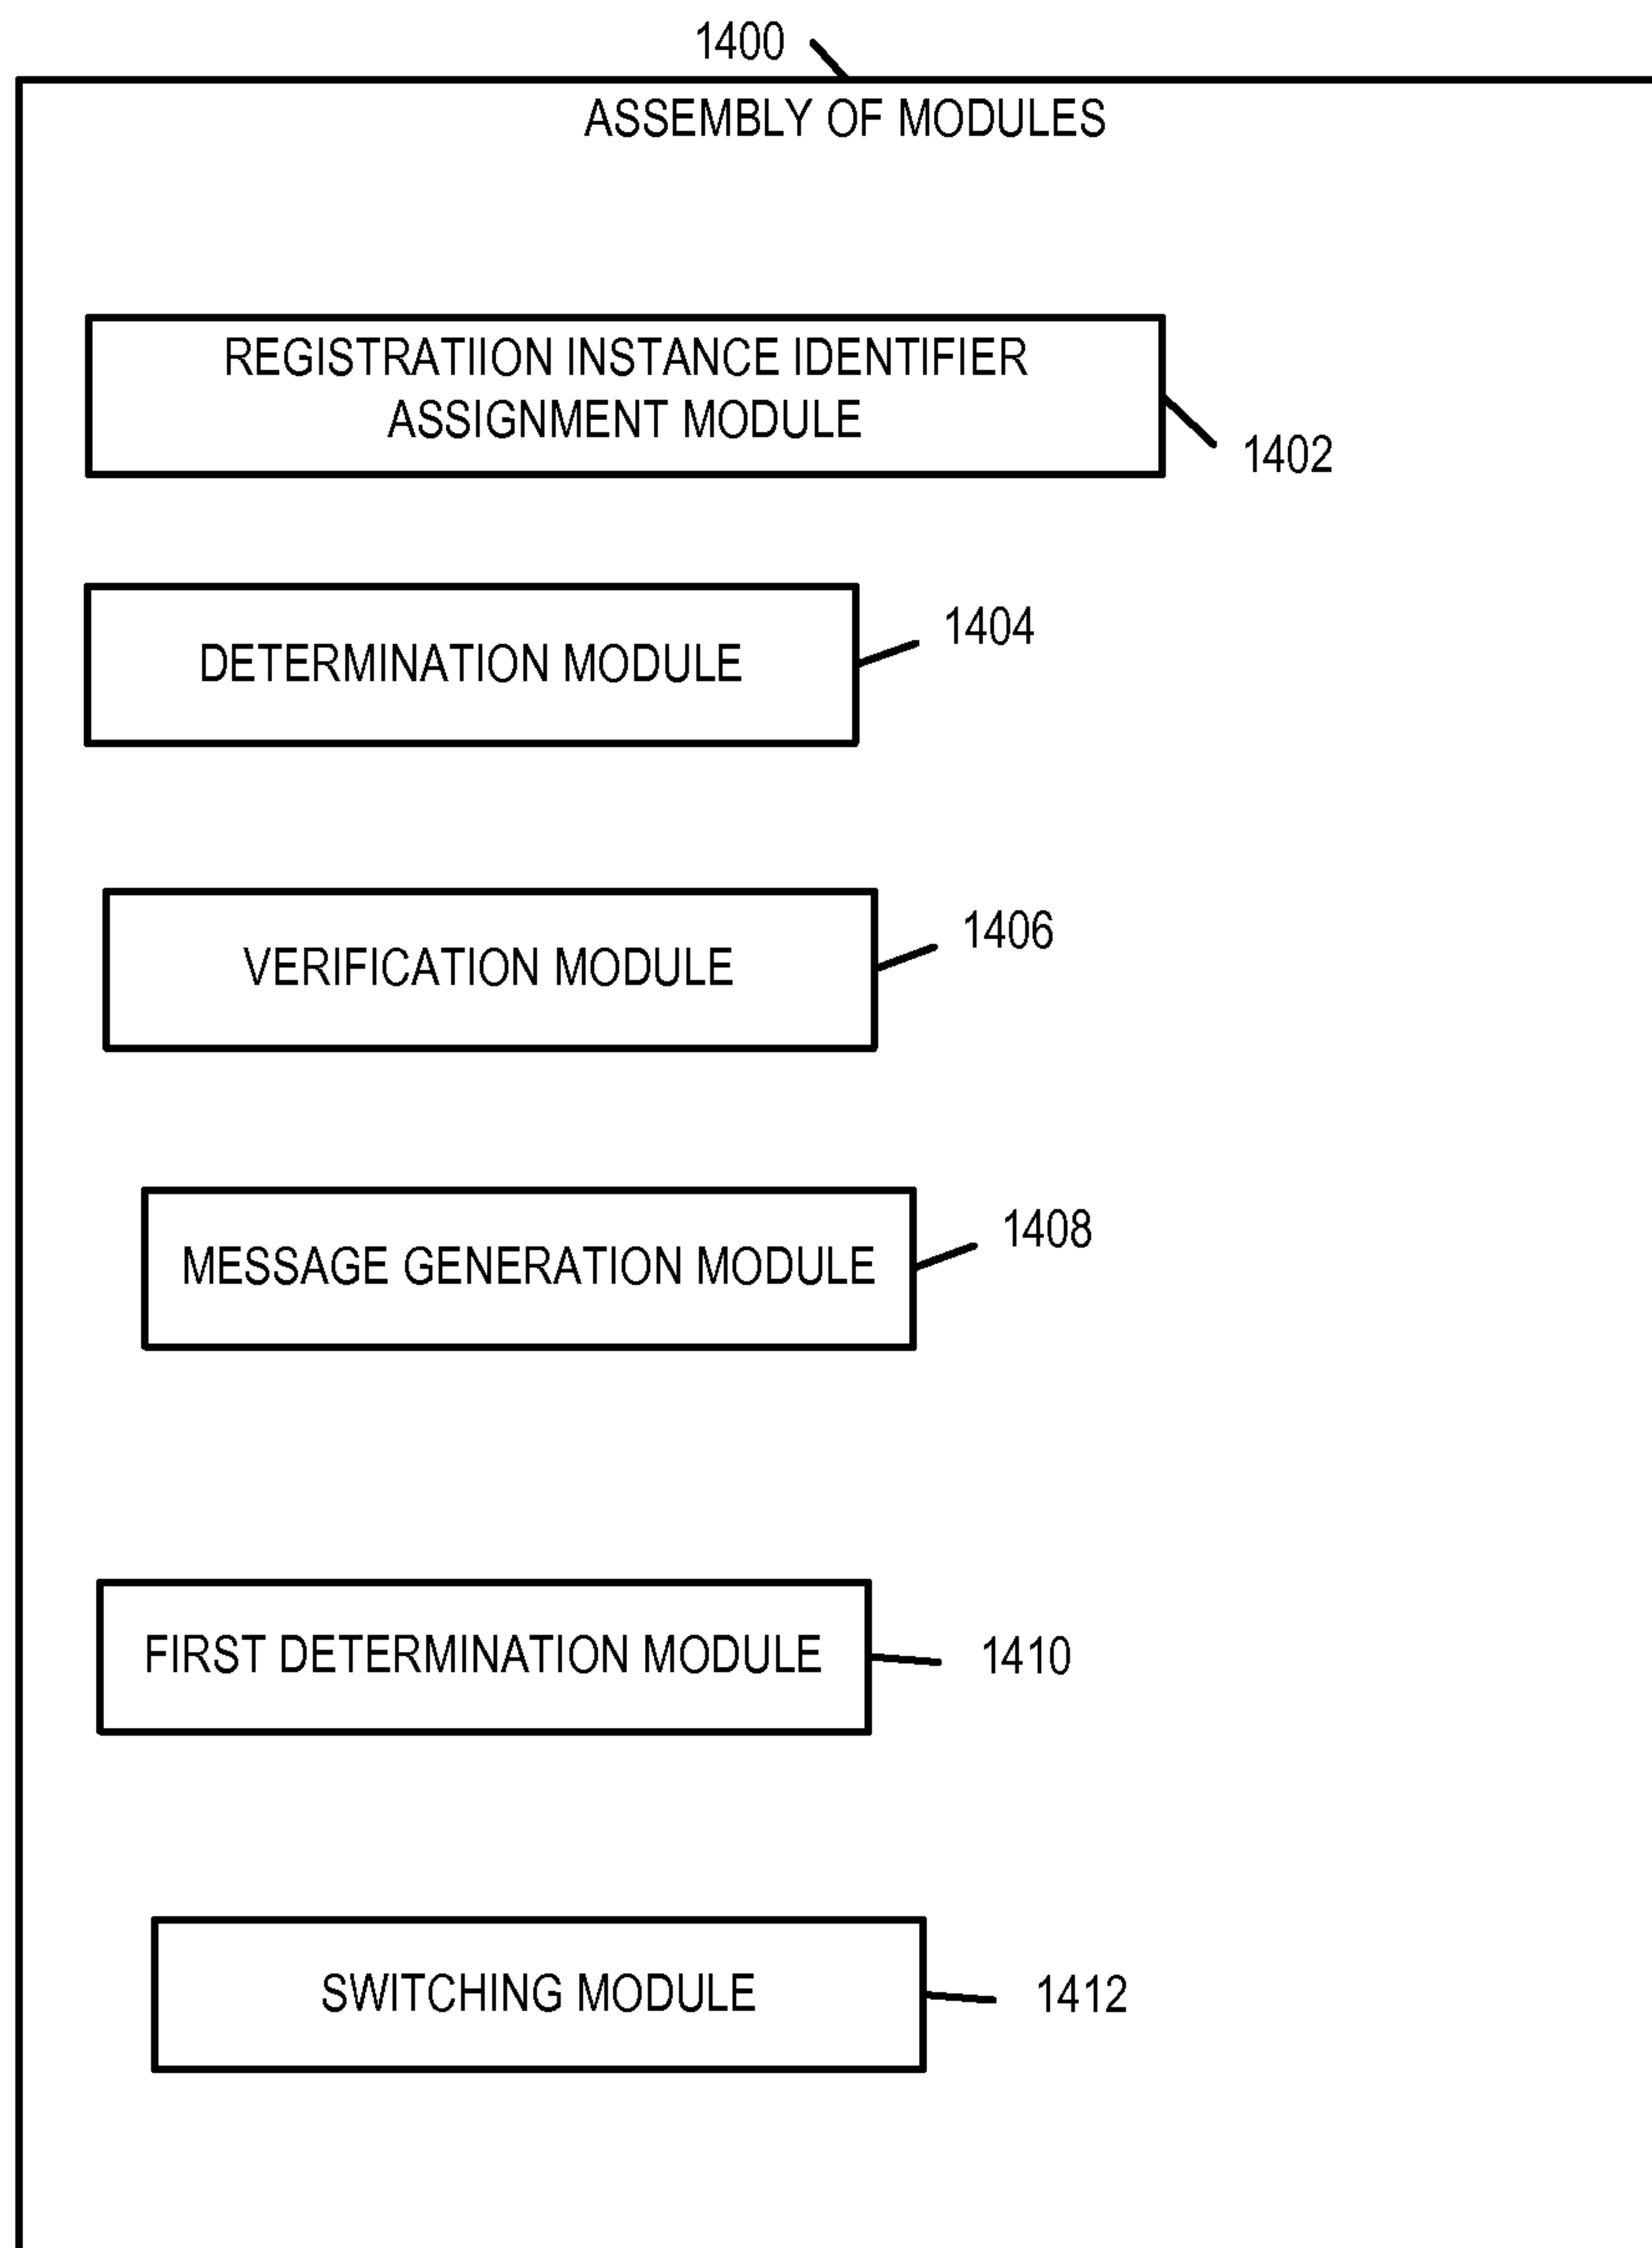 1400
ASSEMBLY OF MODULES
REGISTRATIION INSTANCE IDENTIFIER
ASSIGNMENT MODULE
1402
1404
DETERMINATION MODULE
1406
VERIFICATION MODULE
1408
MESSAGE GENERATION MODULE
FIRST DETERMINATION MODULE
1410
SWITCHING MODULE
1412